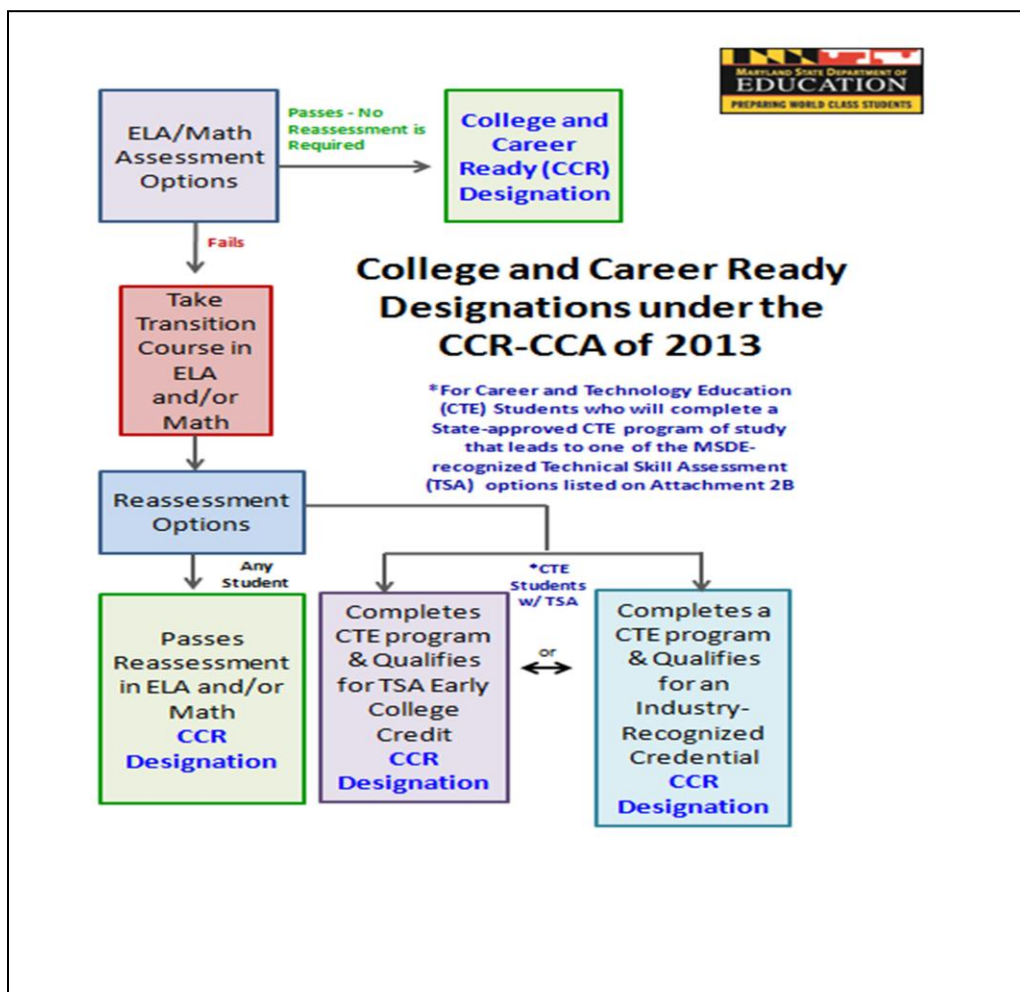 MARYLAND STATE DEPARTMENT OF
EDUCATION
PREPARING WORLD CLASS STUDENTS
ELA/Math
Assessment
Options
Passes - No
Reassessment is
Required
College and
Career
Ready (CCR)
Designation
Fails
College and Career Ready
Designations under the
CCR-CCA of 2013
Take
Transition
Course in
ELA
and/or
Math
*For Career and Technology Education
(CTE) Students who will complete a
State-approved CTE program of study
that leads to one of the MSDE-
recognized Technical Skill Assessment
(TSA) options listed on Attachment 2B
Reassessment
Options
Any
Student
*CTE
Students
w/ TSA
Passes
Reassessment
in ELA and/or
Math
CCR
Designation
Completes
CTE program
& Qualifies
for TSA Early
College
Credit
CCR
Designation
or
Completes a
CTE program
& Qualifies
for an
Industry-
Recognized
Credential
CCR
Designation